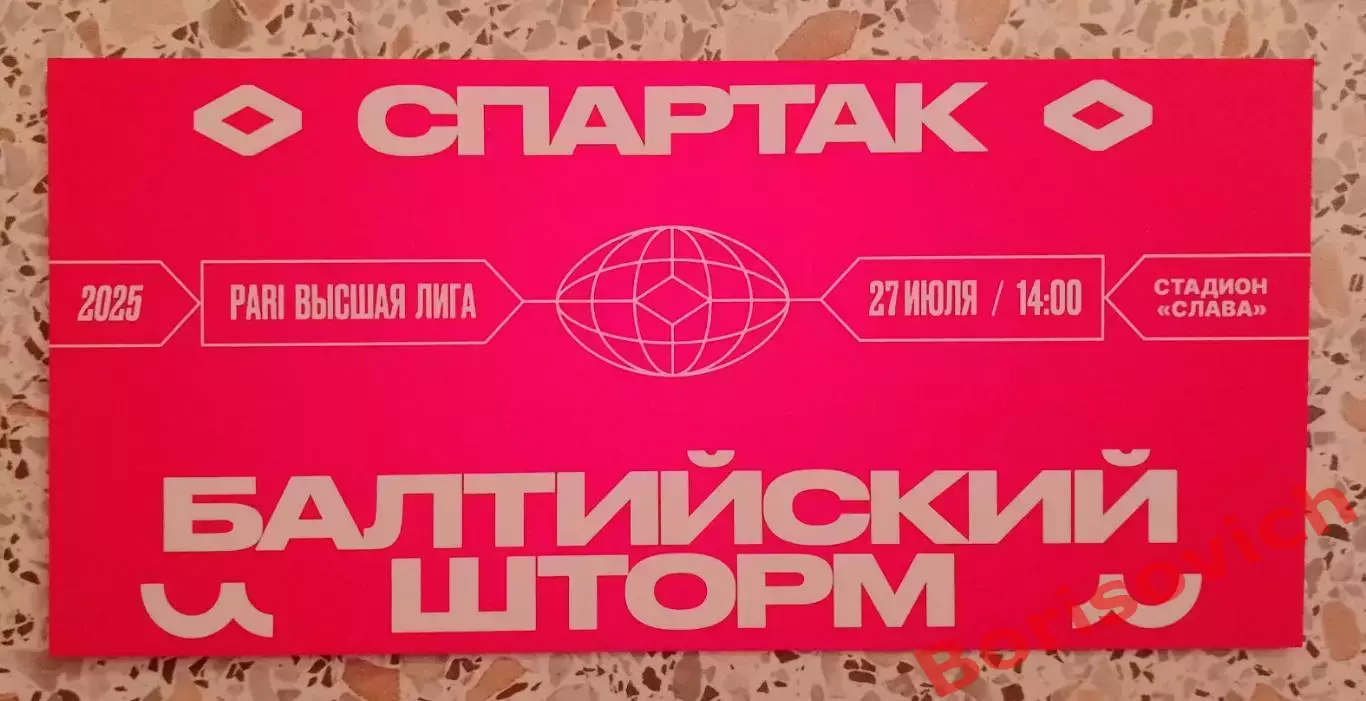 СПАРТАК
2025
PARI ВЫСШАЯ ЛИГА
27 ИЮЛЯ / 14:00
СТАДИОН
«СЛАВА»
БАЛТИЙСКИЙ
ШТОРМ
Borisovich